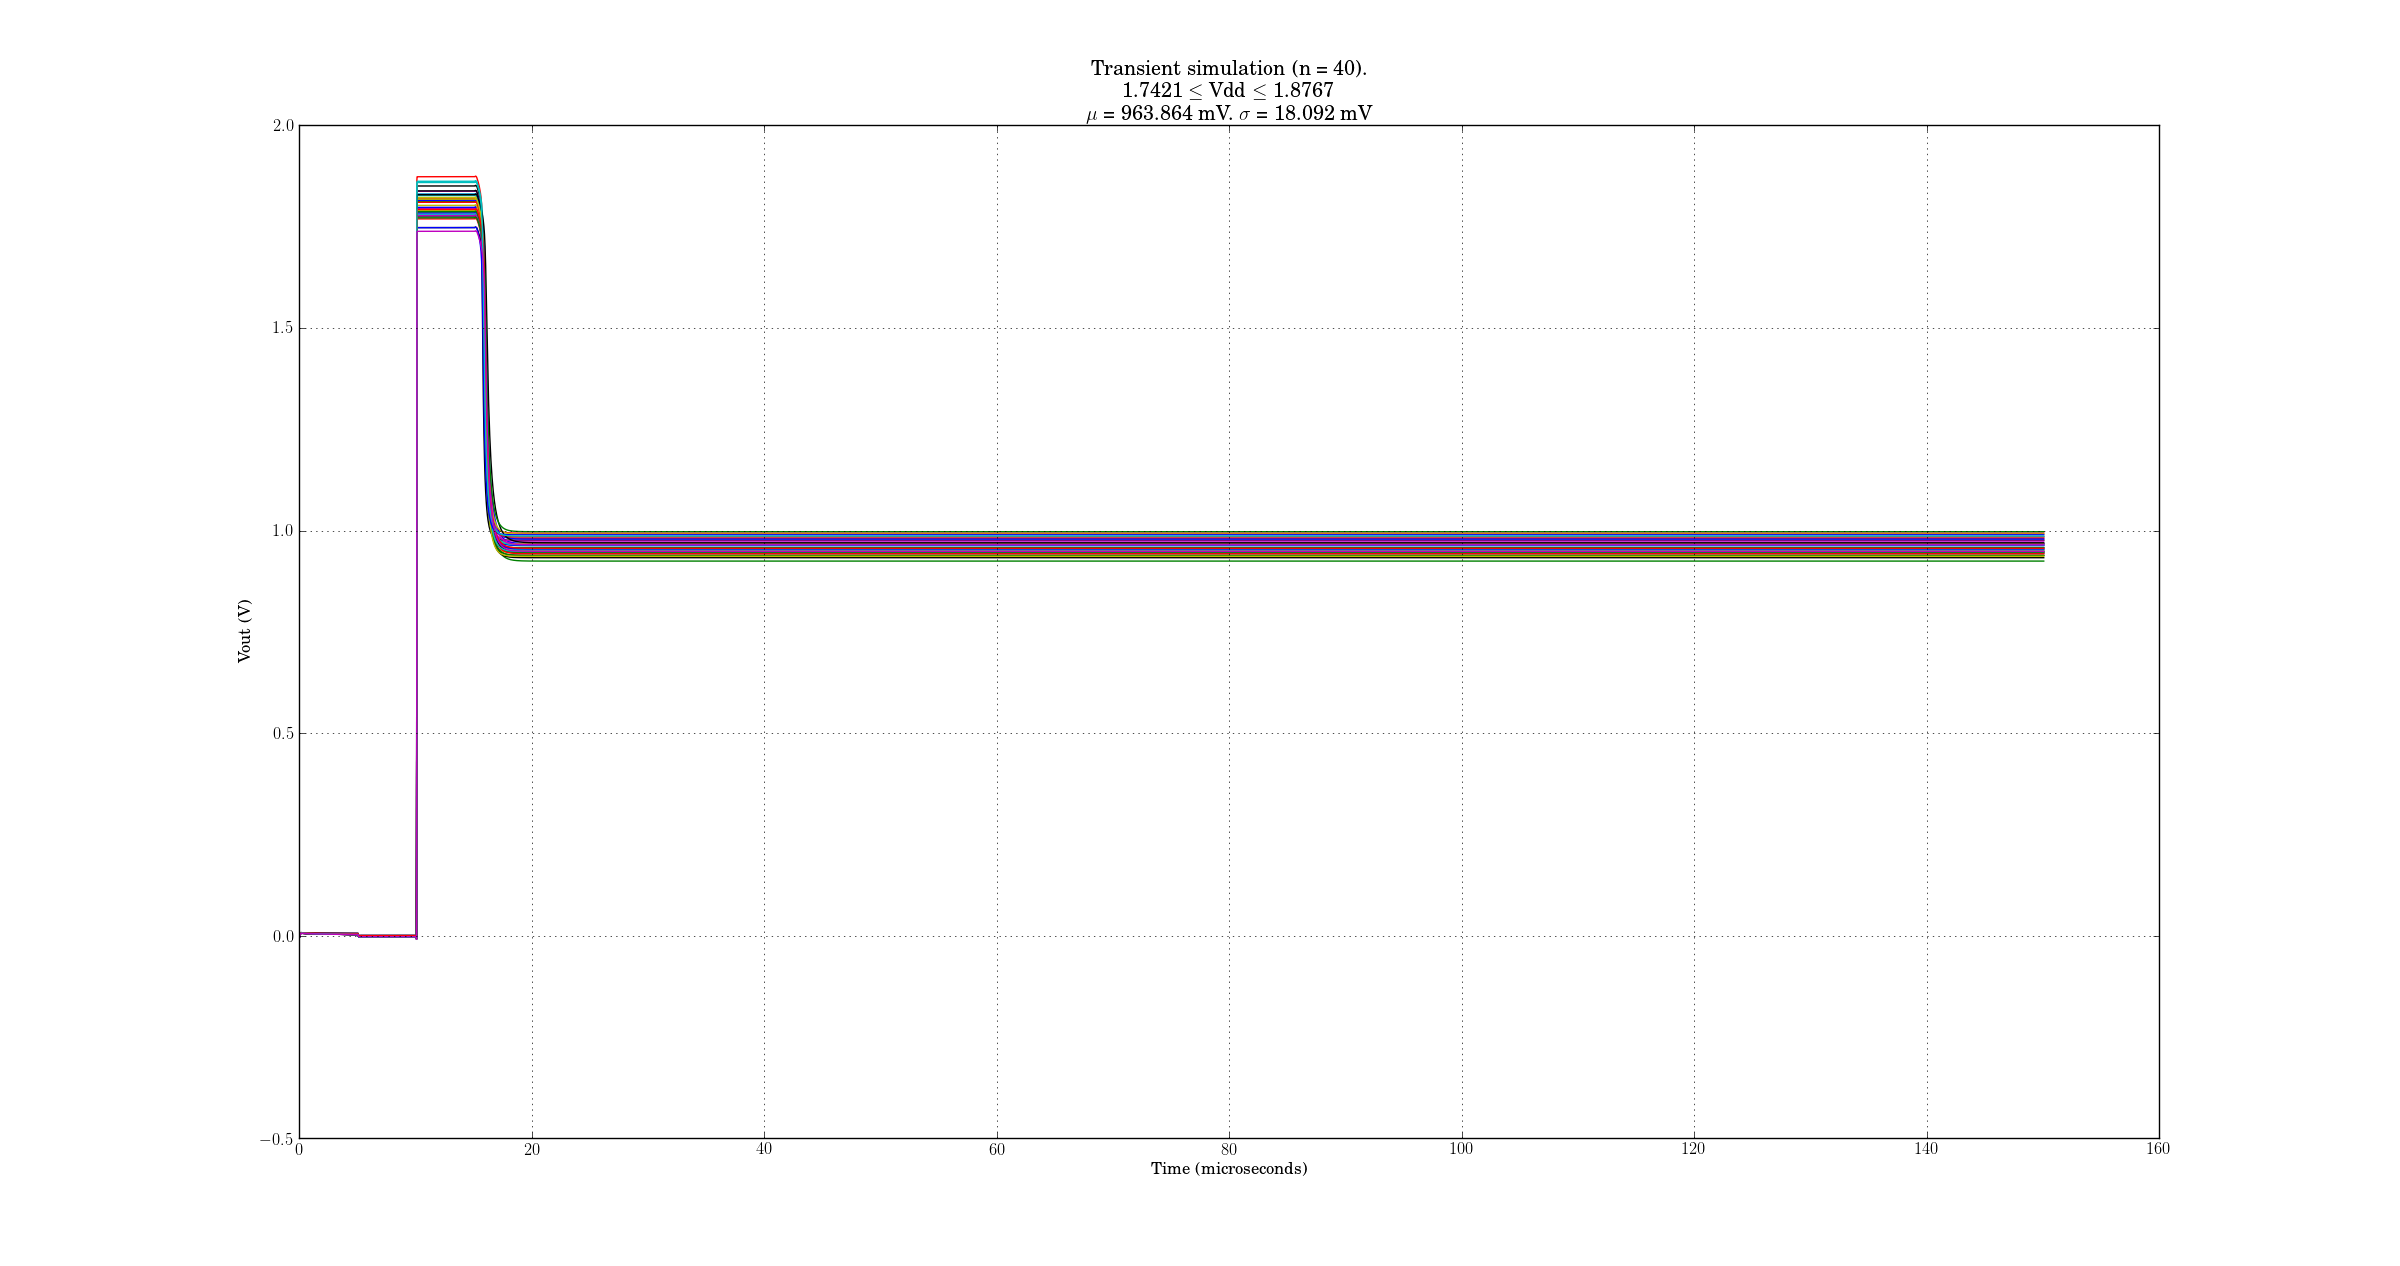 Transient simulation (n = 40).
1.7421 ≤ Vdd ≤ 1.8767
μ = 963.864 mV. σ = 18.092 mV
2.0
1.5
1.0
0.5
0.0
−0.5
Vout (V)
0 20 40 60 80 100 120 140 160
Time (microseconds)